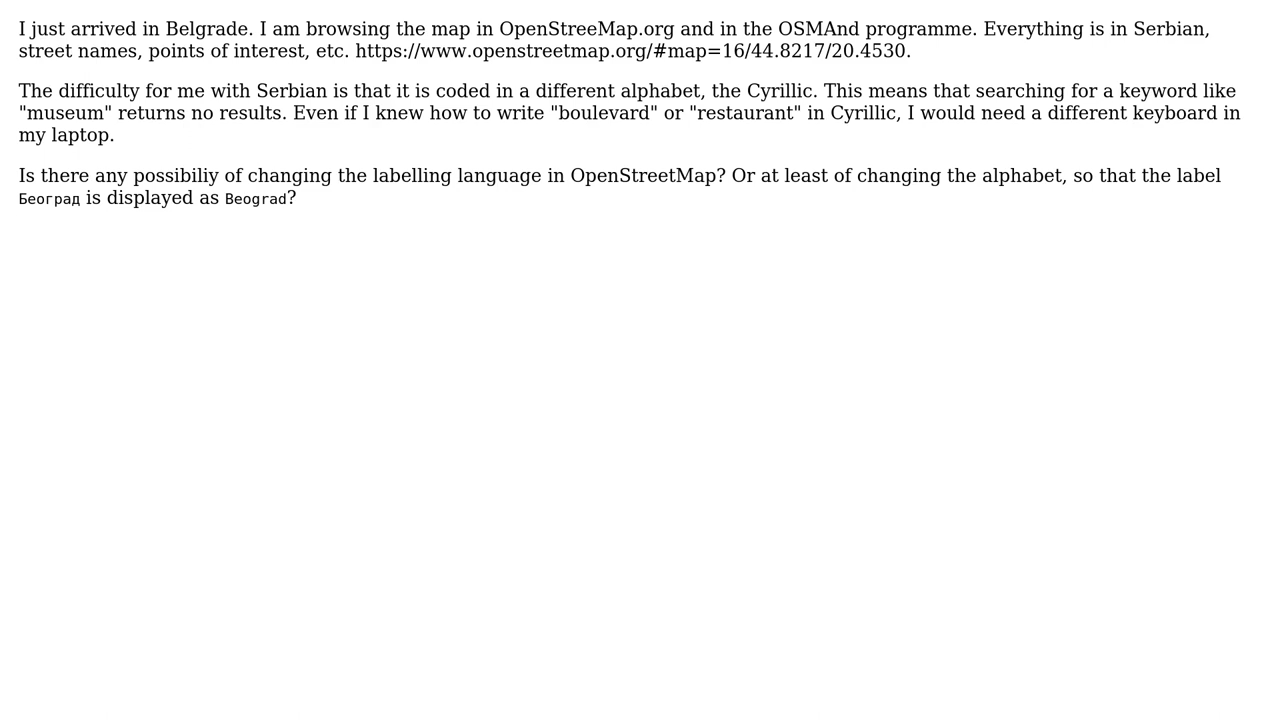 I just arrived in Belgrade. I am browsing the map in OpenStreeMap.org and in the OSMAnd programme. Everything is in Serbian,
street names, points of interest, etc. https://www.openstreetmap.org/#map=16/44.8217/20.4530.
The difficulty for me with Serbian is that it is coded in a different alphabet, the Cyrillic. This means that searching for a keyword like
"museum" returns no results. Even if I knew how to write "boulevard" or "restaurant" in Cyrillic, I would need a different keyboard in
my laptop.
Is there any possibiliy of changing the labelling language in OpenStreetMap? Or at least of changing the alphabet, so that the label
Београд is displayed as Beograd?